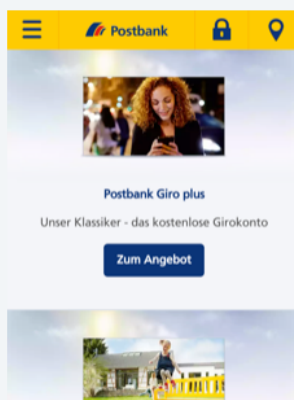 Postbank
Postbank Giro plus
Unser Klassiker - das kostenlose Girokonto
Zum Angebot